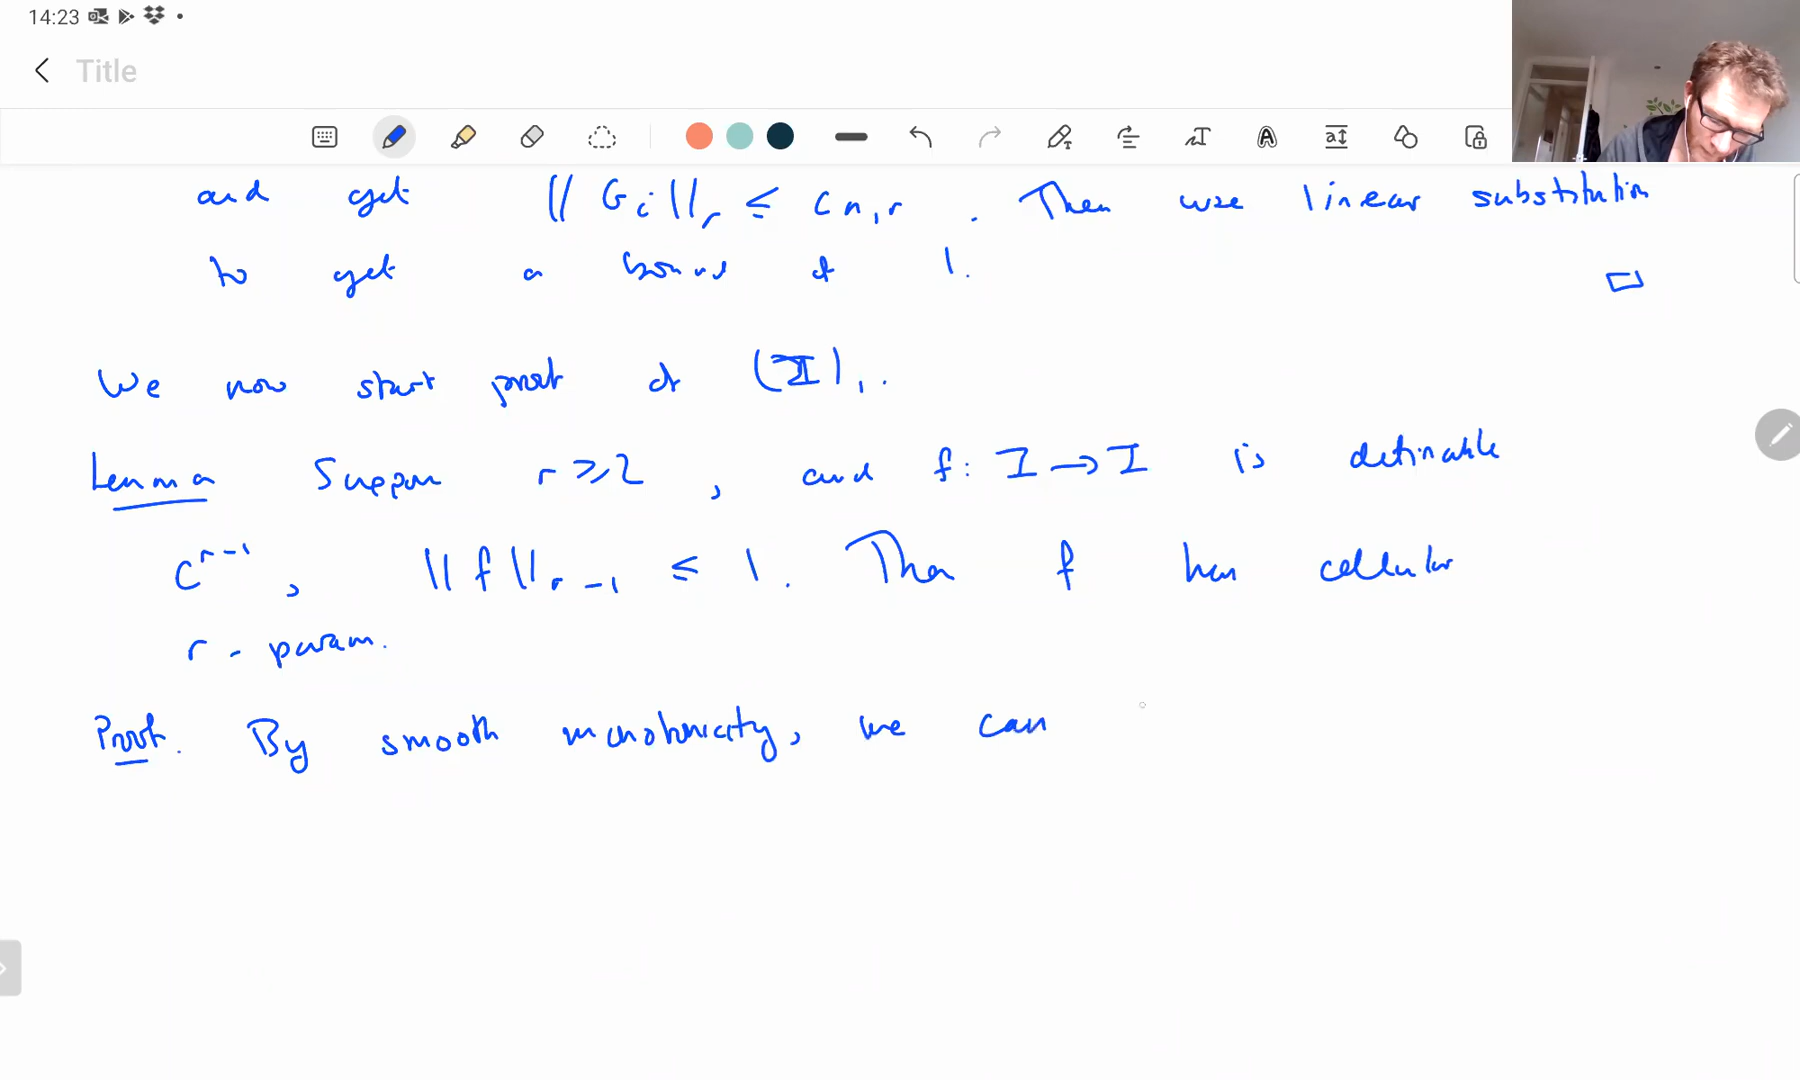 14:23
Title
and get || G_i ||_r ≤ c_{n,r} . Then use linear substitution
to get a bound of 1. □
We now start proof of (I)_1.
Lemma Suppose r ≥ 2 , and f: I → I is definable
C^{r-1} , || f ||_{r-1} ≤ 1 . Then f has cellular
r - param.
Proof. By smooth monotonicity, we can